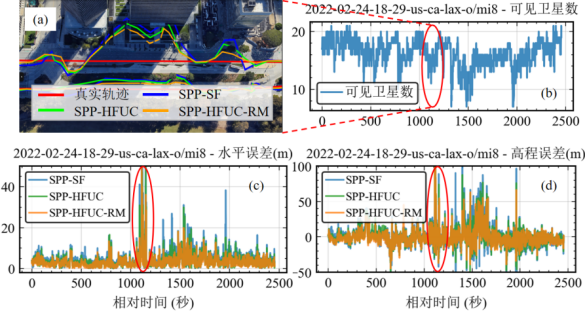 (a)
真实轨迹 SPP-SF
SPP-HFUC SPP-HFUC-RM
2022-02-24-18-29-us-ca-lax-o/mi8 - 可见卫星数
20
10
可见卫星数
(b)
0 500 1000 1500 2000 2500
2022-02-24-18-29-us-ca-lax-o/mi8 - 水平误差(m)
40
20
0
SPP-SF
SPP-HFUC
SPP-HFUC-RM
(c)
0 500 1000 1500 2000 2500
相对时间 (秒)
2022-02-24-18-29-us-ca-lax-o/mi8 - 高程误差(m)
100
50
0
−50
SPP-SF
SPP-HFUC
SPP-HFUC-RM
(d)
0 500 1000 1500 2000 2500
相对时间 (秒)